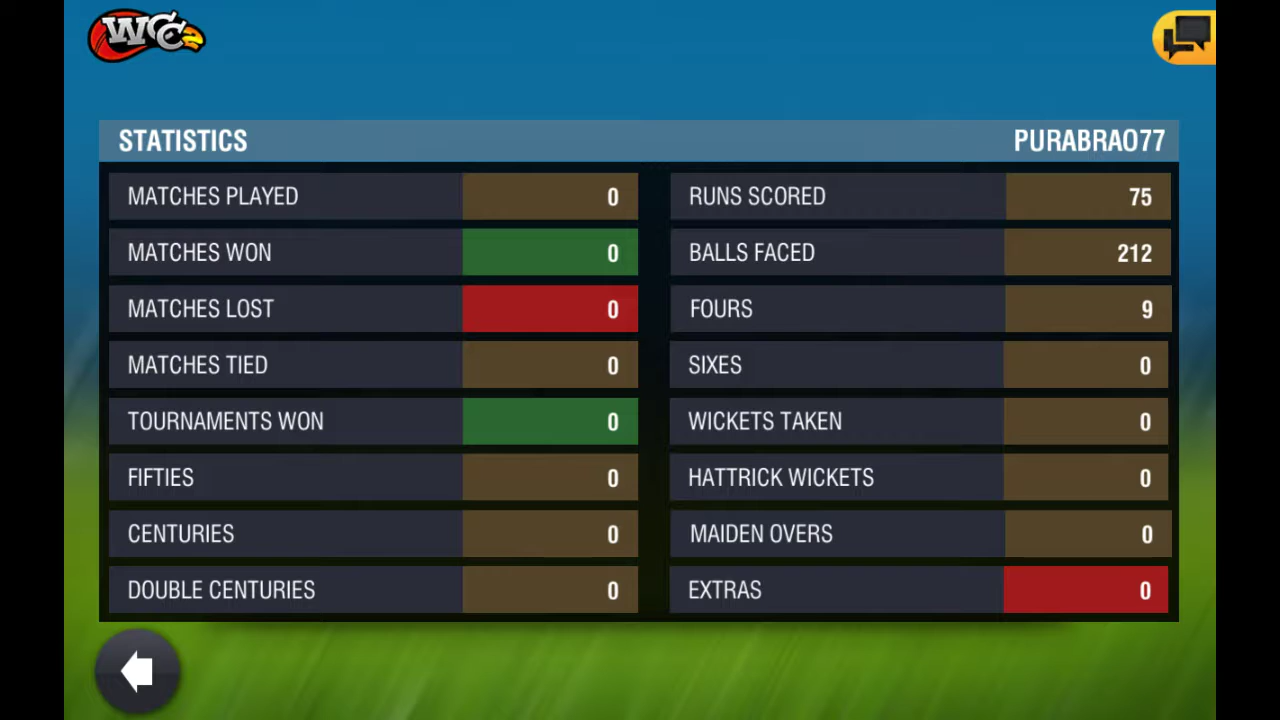 WCC
STATISTICS PURABRAO77
MATCHES PLAYED 0 RUNS SCORED 75
MATCHES WON 0 BALLS FACED 212
MATCHES LOST 0 FOURS 9
MATCHES TIED 0 SIXES 0
TOURNAMENTS WON 0 WICKETS TAKEN 0
FIFTIES 0 HATTRICK WICKETS 0
CENTURIES 0 MAIDEN OVERS 0
DOUBLE CENTURIES 0 EXTRAS 0